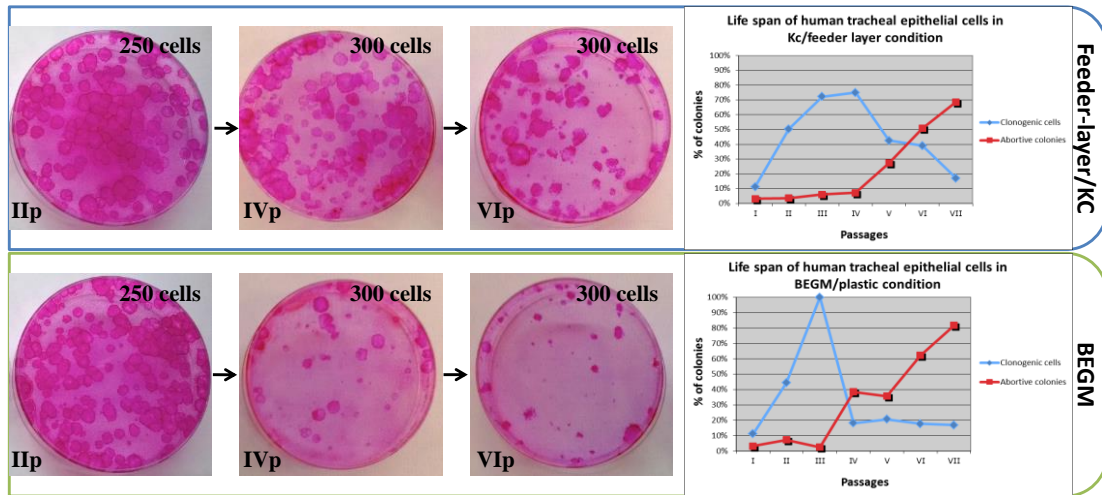 250 cells
300 cells
300 cells
IIp
IVp
VIp
Life span of human tracheal epithelial cells in
Kc/feeder layer condition
100%
90%
80%
70%
60%
50%
40%
30%
20%
10%
0%
% of colonies
I II III IV V VI VII
Passages
Clonogenic cells
Abortive colonies
Feeder-layer/KC
250 cells
300 cells
300 cells
IIp
IVp
VIp
Life span of human tracheal epithelial cells in
BEGM/plastic condition
100%
90%
80%
70%
60%
50%
40%
30%
20%
10%
0%
% of colonies
I II III IV V VI VII
Passages
Clonogenic cells
Abortive colonies
BEGM